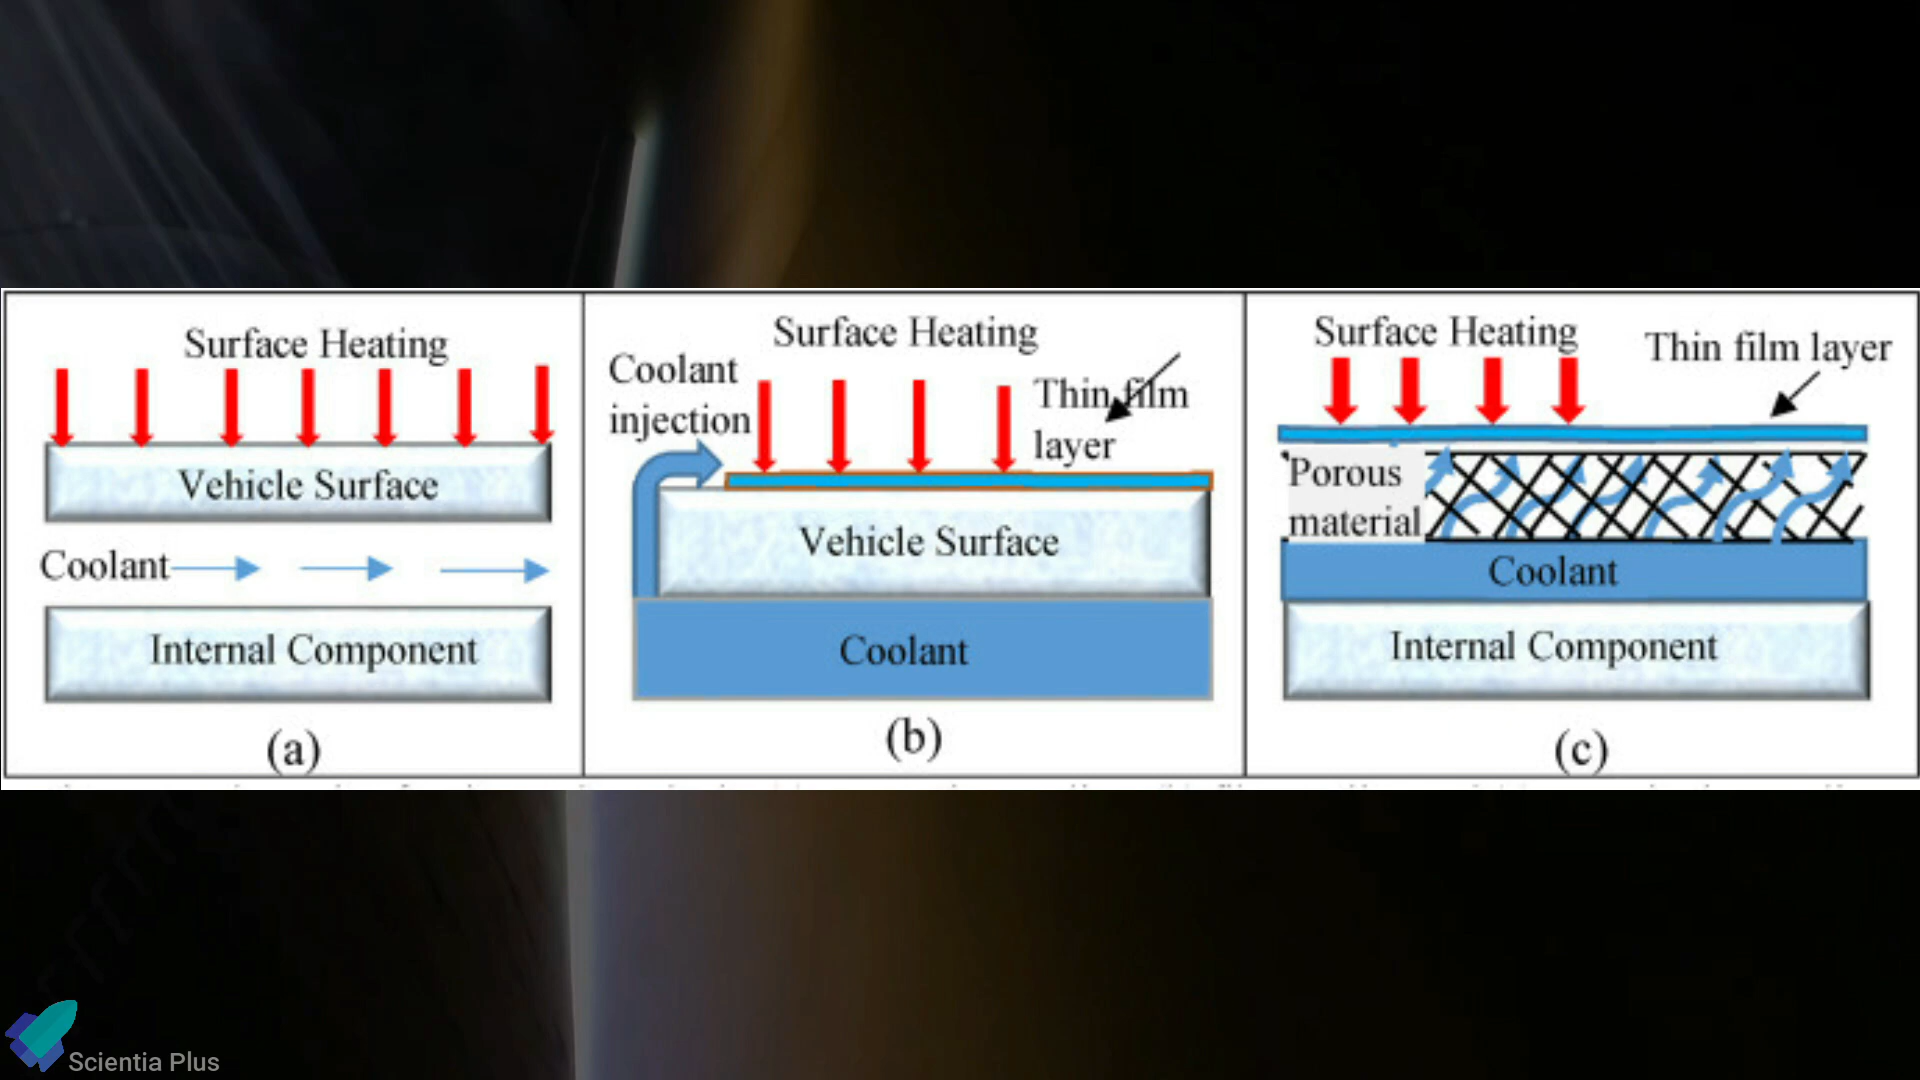 Surface Heating
Vehicle Surface
Coolant
Internal Component
(a)
Surface Heating
Coolant
injection
Thin film
layer
Vehicle Surface
Coolant
(b)
Surface Heating
Thin film layer
Porous
material
Coolant
Internal Component
(c)
Scientia Plus